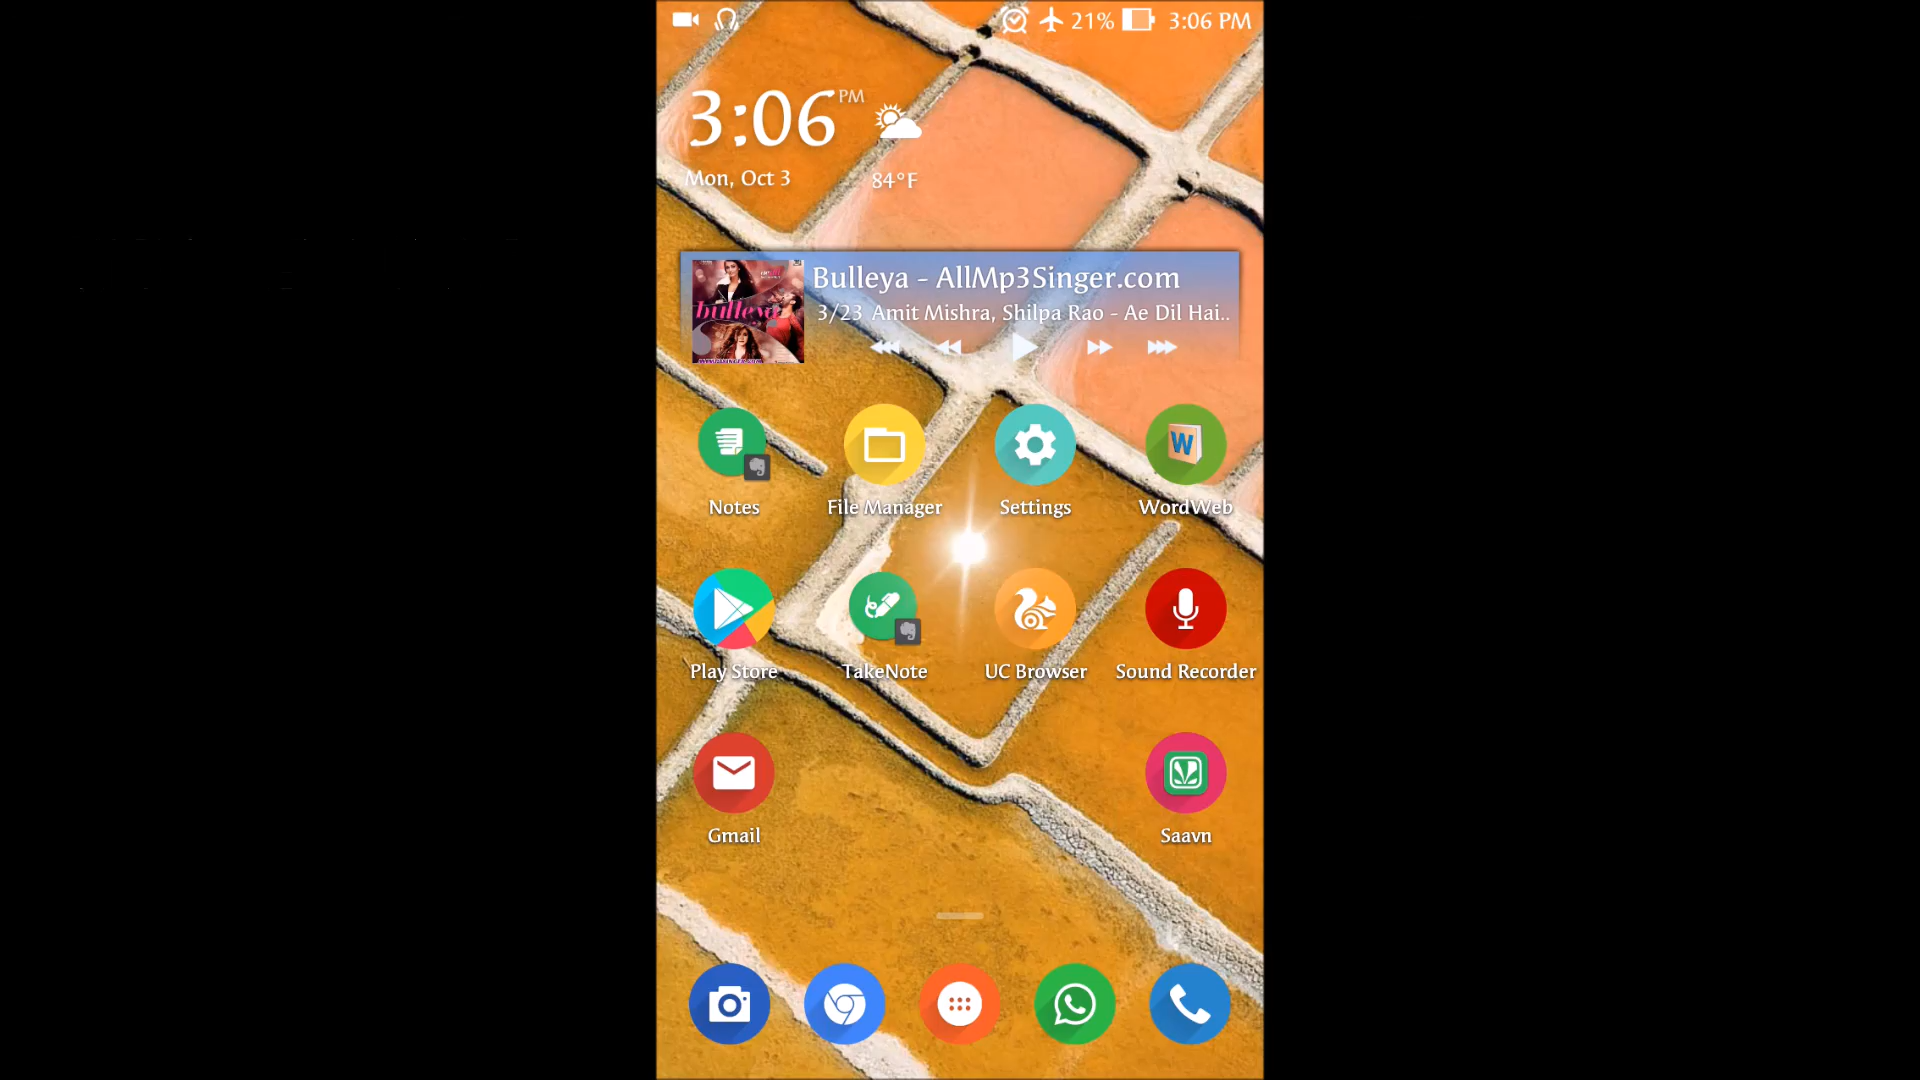 21% 3:06 PM
3:06 PM
Mon, Oct 3
84°F
Bulleya - AllMp3Singer.com
3/23 Amit Mishra, Shilpa Rao - Ae Dil Hai..
bulleya
Notes
File Manager
Settings
W
WordWeb
Play Store
TakeNote
UC Browser
Sound Recorder
Gmail
Saavn